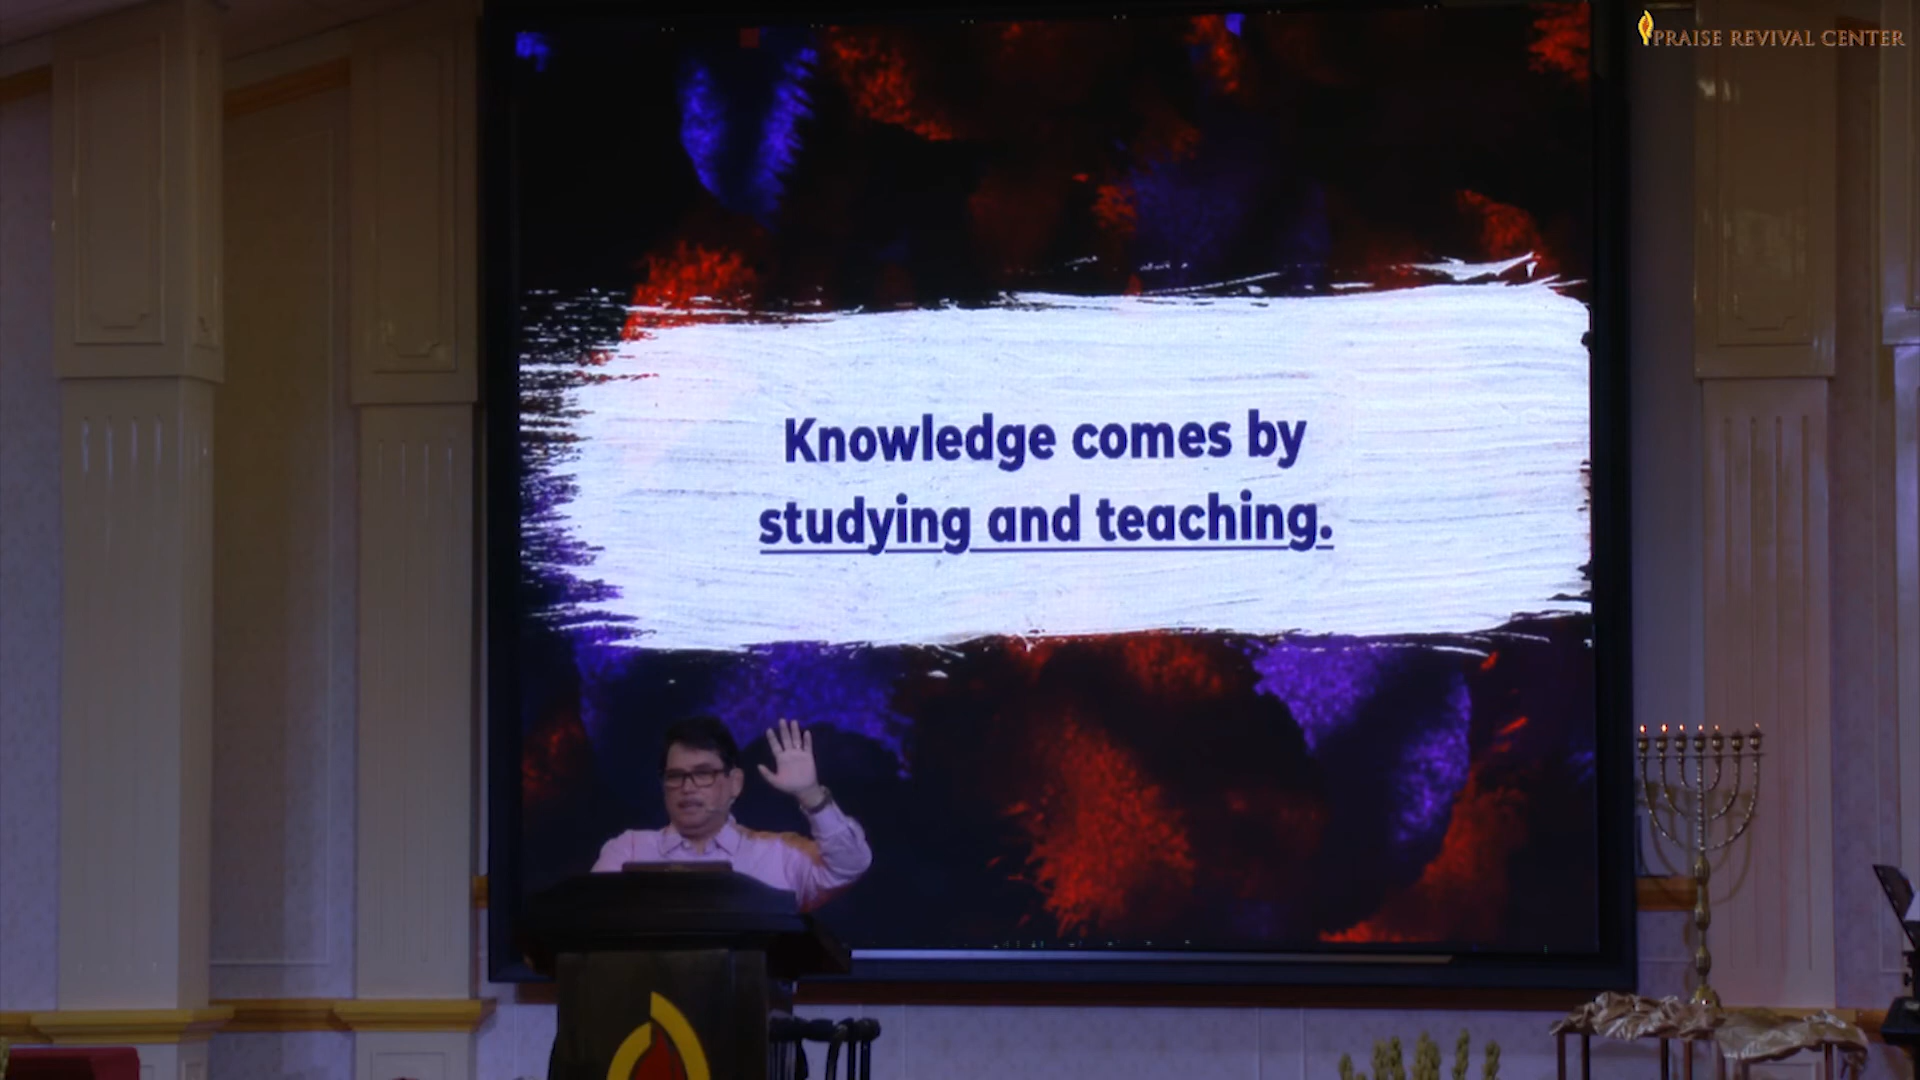 PRAISE REVIVAL CENTER
Knowledge comes by
studying and teaching.